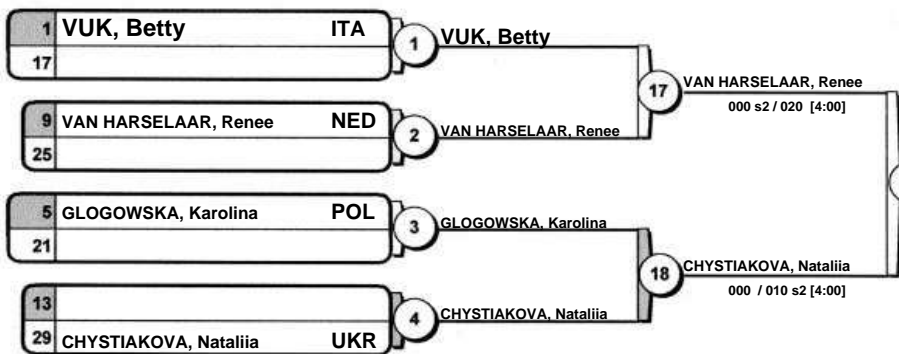 1 VUK, Betty ITA
17
1 VUK, Betty
9 VAN HARSELAAR, Renee NED
25
2 VAN HARSELAAR, Renee
17 VAN HARSELAAR, Renee
000 s2 / 020 [4:00]
5 GLOGOWSKA, Karolina POL
21
3 GLOGOWSKA, Karolina
13
29 CHYSTIAKOVA, Nataliia UKR
4 CHYSTIAKOVA, Nataliia
18 CHYSTIAKOVA, Nataliia
000 / 010 s2 [4:00]